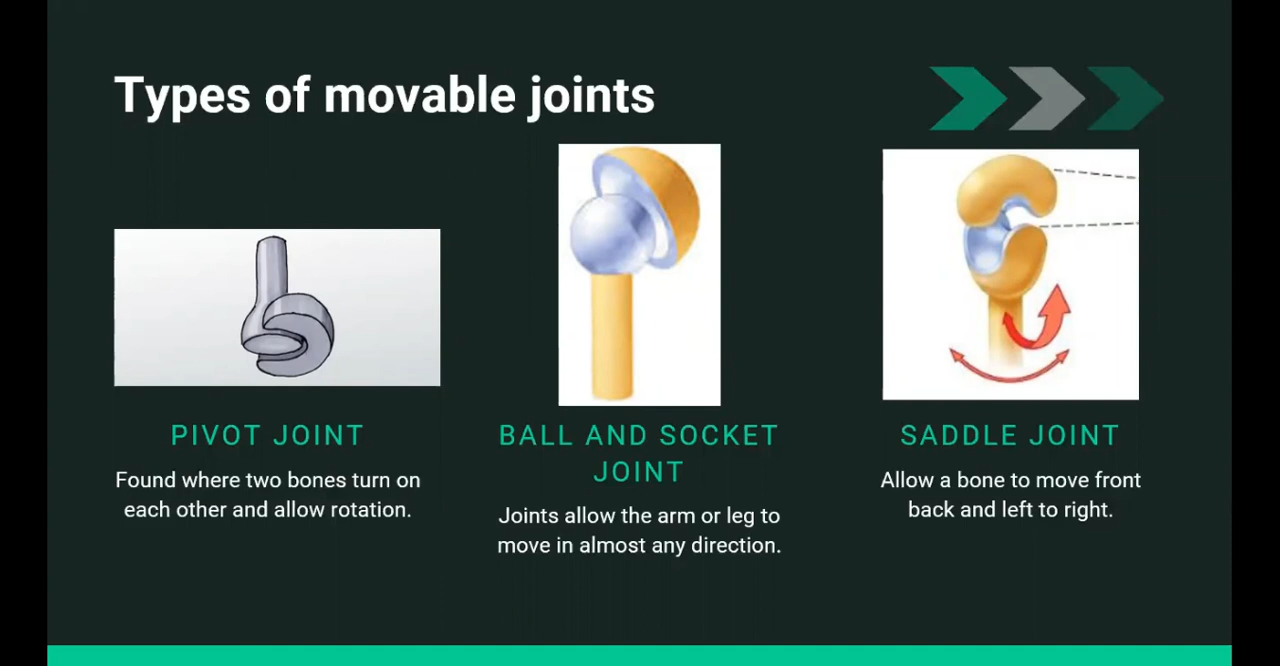 Types of movable joints
PIVOT JOINT
Found where two bones turn on
each other and allow rotation.
BALL AND SOCKET
JOINT
Joints allow the arm or leg to
move in almost any direction.
SADDLE JOINT
Allow a bone to move front
back and left to right.